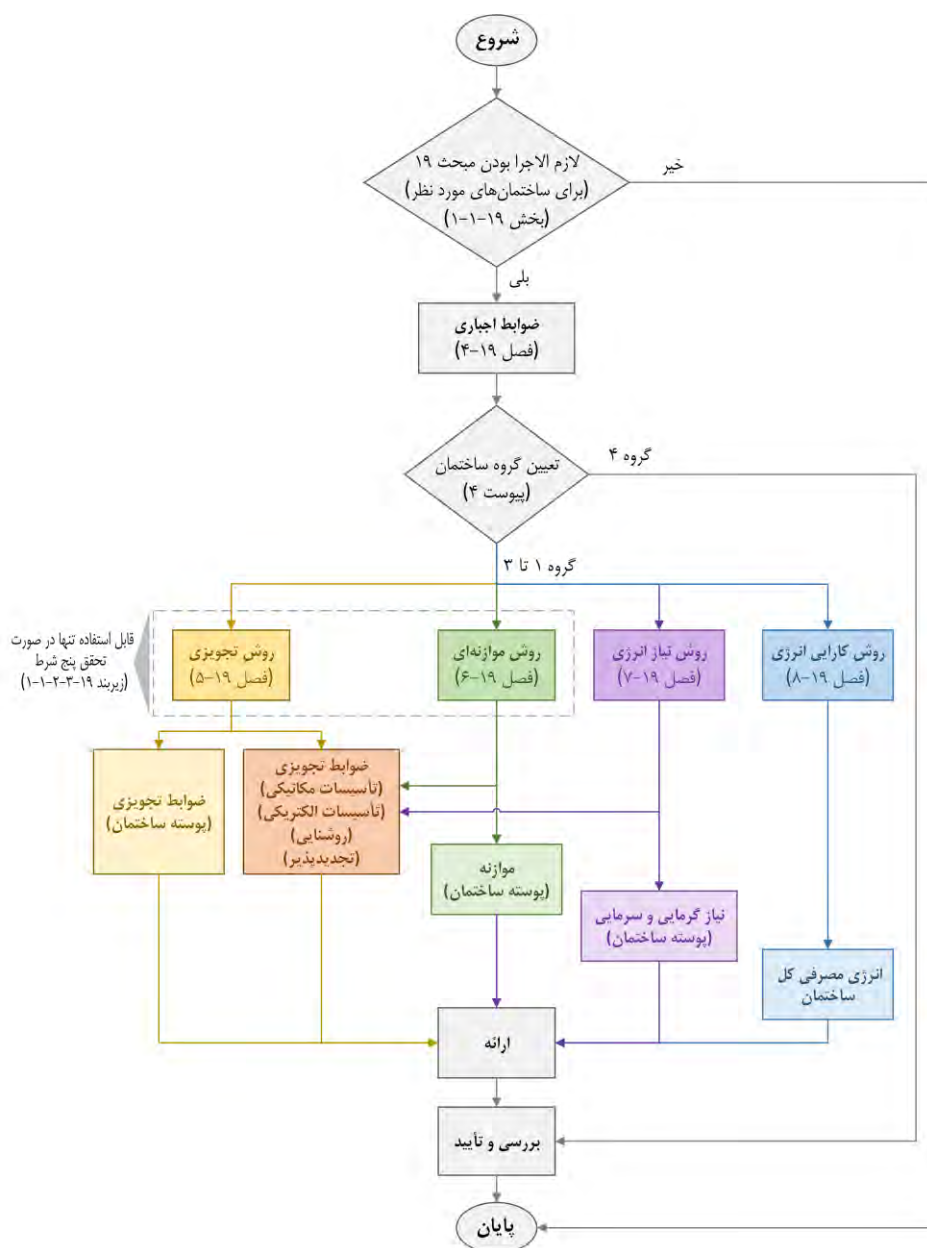 شروع
لازم الاجرا بودن مبحث ۱۹
(برای ساختمان‌های مورد نظر)
(بخش ۱۹-۱-۱)
خیر
بلی
ضوابط اجباری
(فصل ۱۹-۴)
تعیین گروه ساختمان
(پیوست ۴)
گروه ۴
گروه ۱ تا ۳
قابل استفاده تنها در صورت
تحقق پنج شرط
(زیربند ۱۹-۳-۲-۱-۱)
روش تجویزی
(فصل ۱۹-۵)
روش موازنه‌ای
(فصل ۱۹-۶)
روش نیاز انرژی
(فصل ۱۹-۷)
روش کارایی انرژی
(فصل ۱۹-۸)
ضوابط تجویزی
(پوسته ساختمان)
ضوابط تجویزی
(تأسیسات مکانیکی)
(تأسیسات الکتریکی)
(روشنایی)
(تجدیدپذیر)
موازنه
(پوسته ساختمان)
نیاز گرمایی و سرمایی
(پوسته ساختمان)
انرژی مصرفی کل
ساختمان
ارائه
بررسی و تأیید
پایان